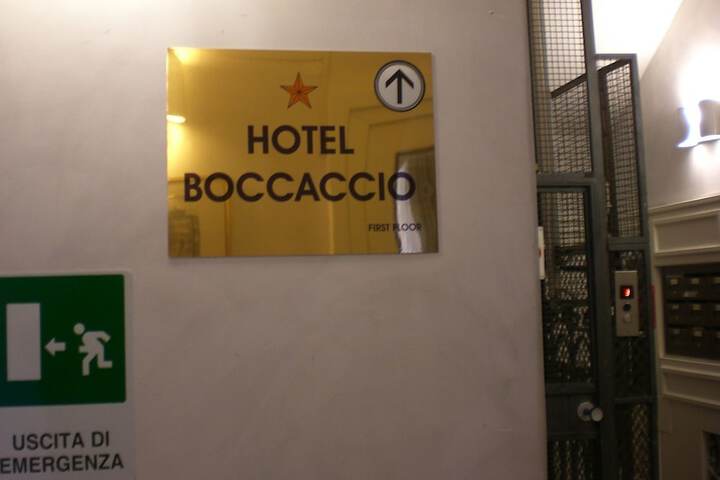 HOTEL
BOCCACCIO
FIRST FLOOR
USCITA DI
EMERGENZA